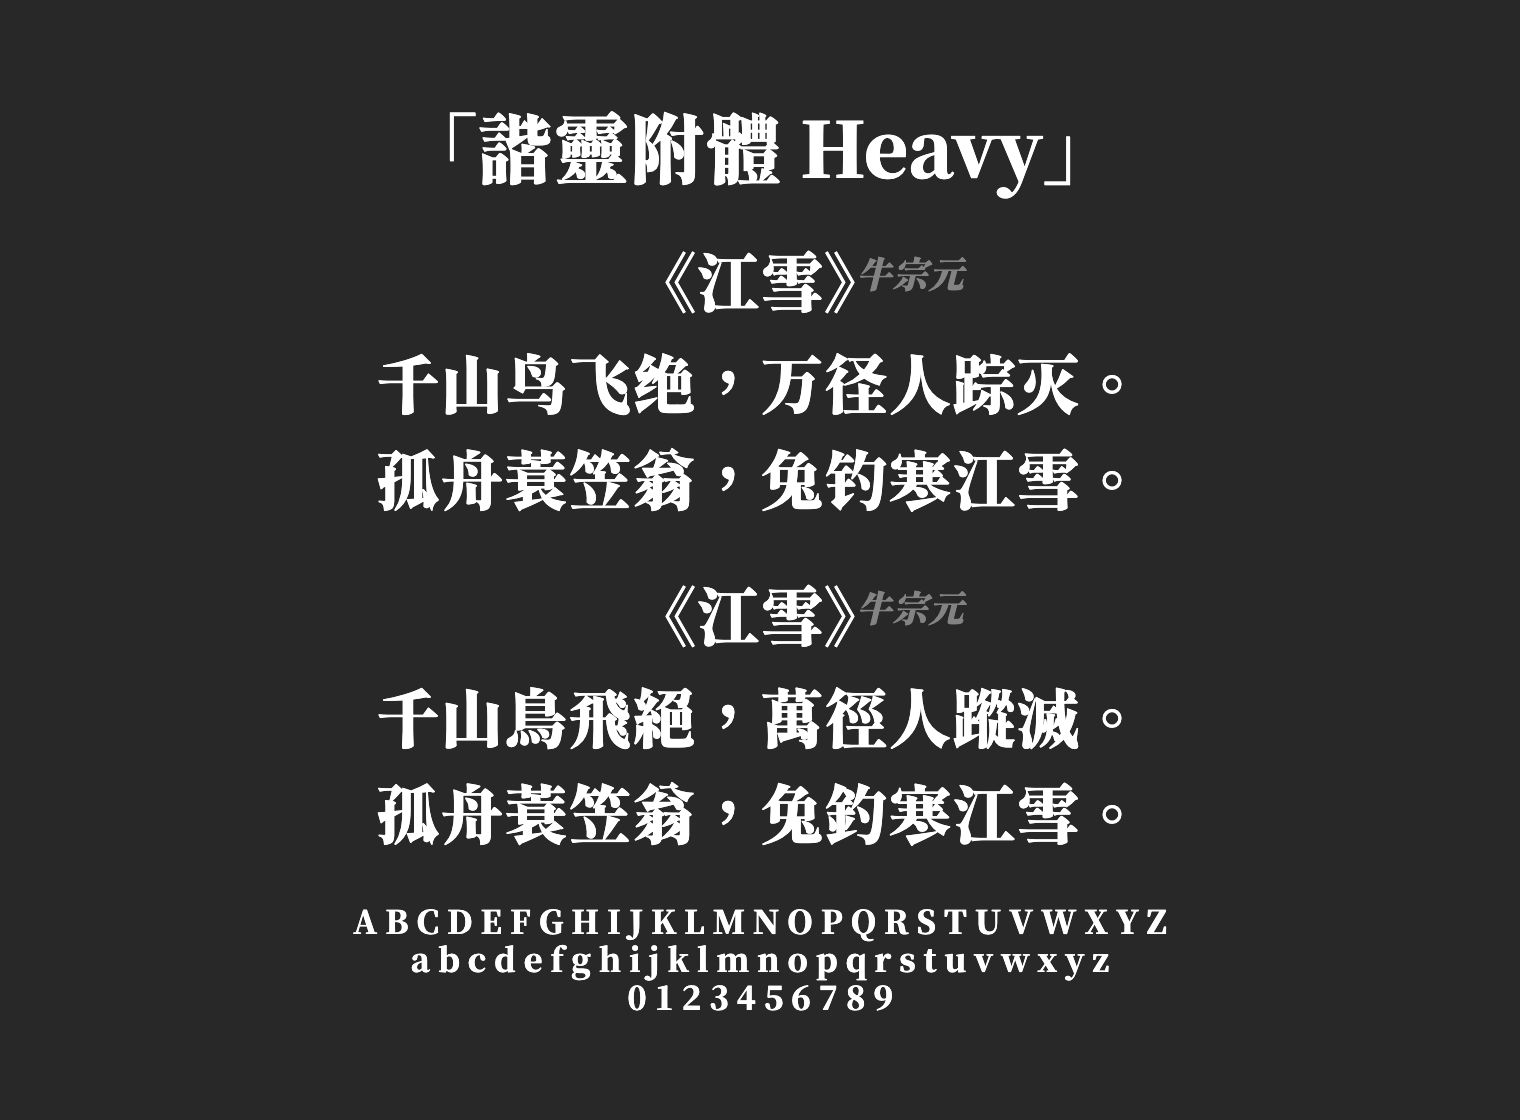 「諧靈附體 Heavy」
《江雪》牛宗元
千山鸟飞绝，万径人踪灭。
孤舟蓑笠翁，兔钓寒江雪。
《江雪》牛宗元
千山鳥飛絕，萬徑人蹤滅。
孤舟蓑笠翁，兔釣寒江雪。
A B C D E F G H I J K L M N O P Q R S T U V W X Y Z
a b c d e f g h i j k l m n o p q r s t u v w x y z
0 1 2 3 4 5 6 7 8 9